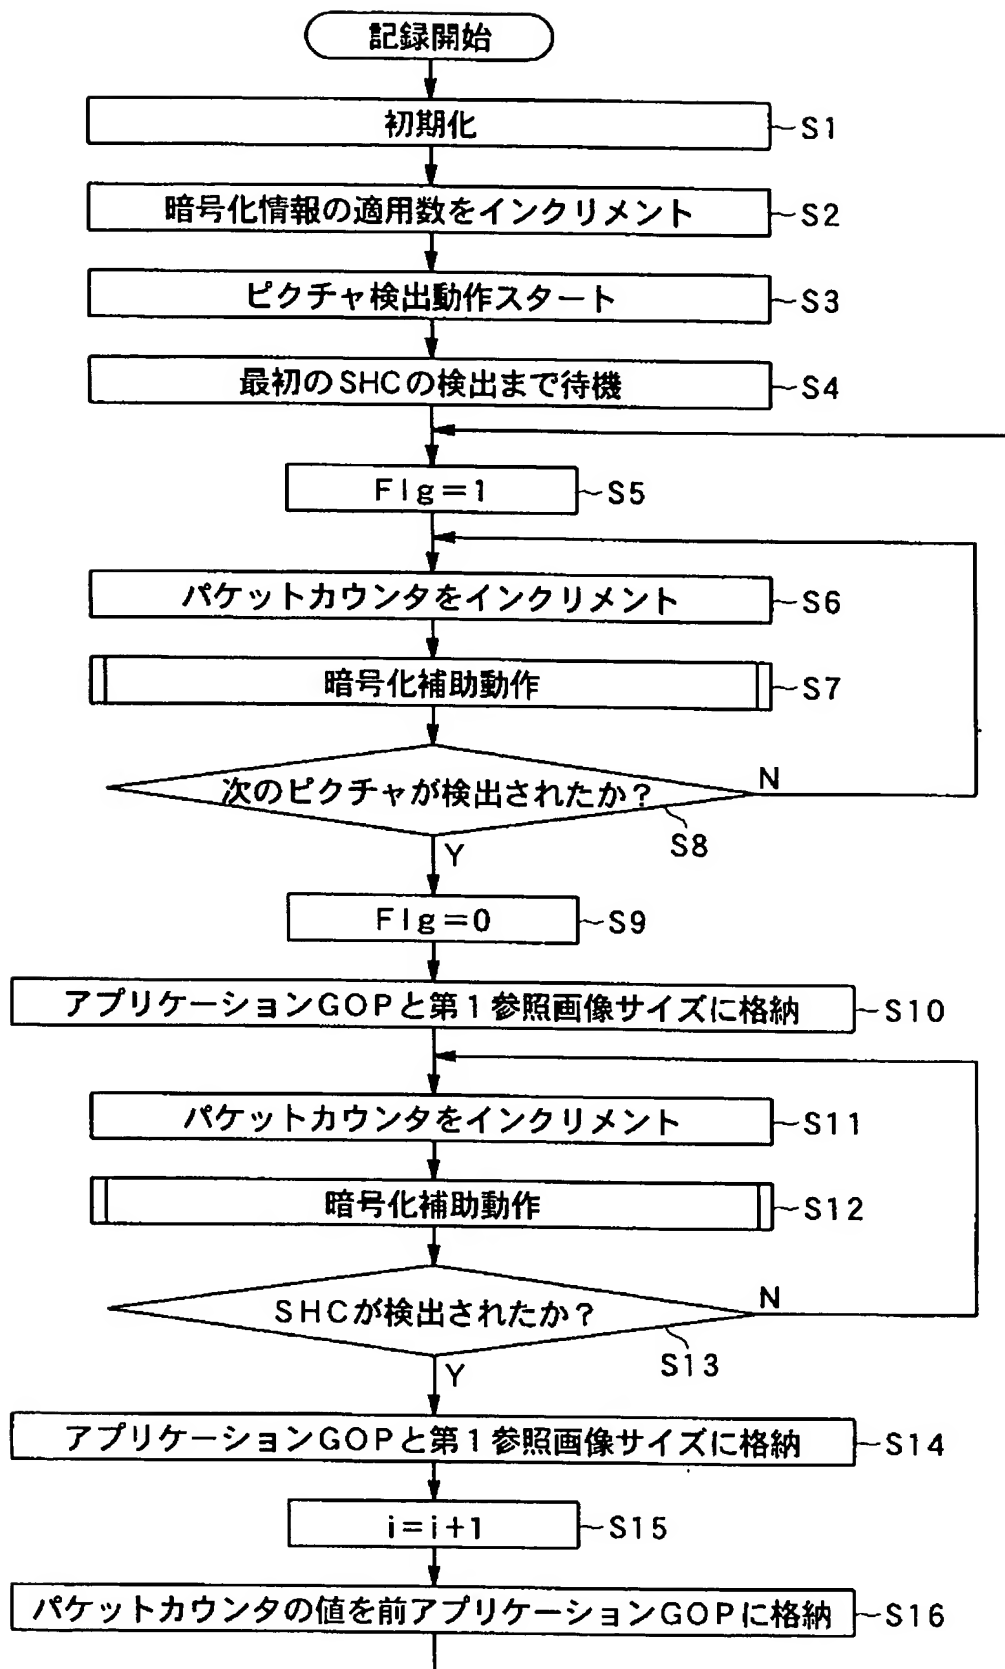 記録開始
初期化
S1
暗号化情報の適用数をインクリメント
S2
ピクチャ検出動作スタート
S3
最初のSHCの検出まで待機
S4
Flg=1
S5
パケットカウンタをインクリメント
S6
暗号化補助動作
S7
次のピクチャが検出されたか?
N
S8
Y
Flg=0
S9
アプリケーションGOPと第1参照画像サイズに格納
S10
パケットカウンタをインクリメント
S11
暗号化補助動作
S12
SHCが検出されたか?
N
S13
Y
アプリケーションGOPと第1参照画像サイズに格納
S14
i=i+1
S15
パケットカウンタの値を前アプリケーションGOPに格納
S16